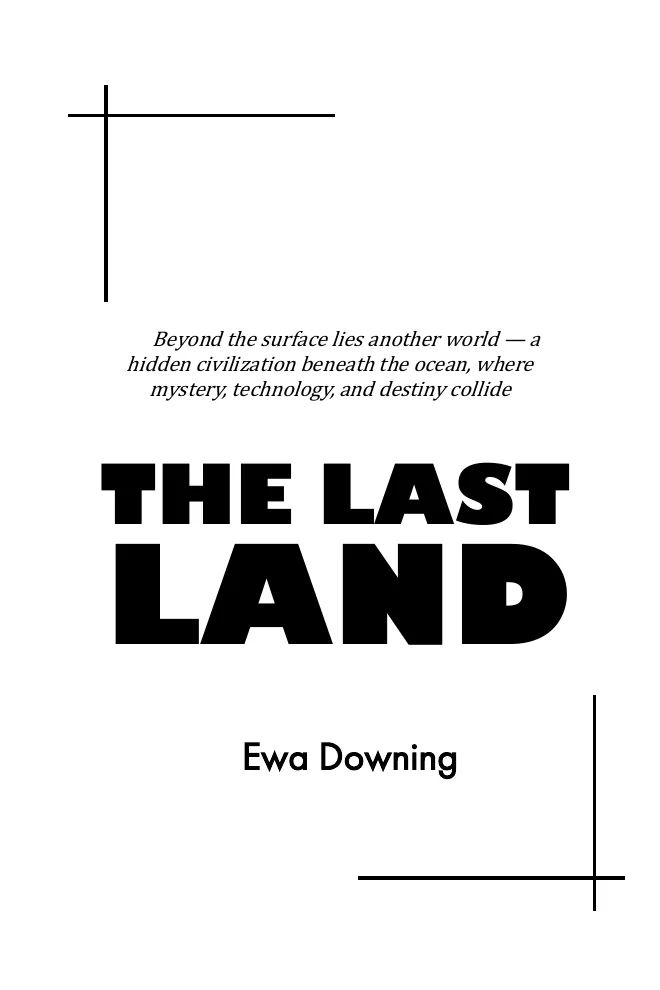 Beyond the surface lies another world — a
hidden civilization beneath the ocean, where
mystery, technology, and destiny collide
THE LAST
LAND
Ewa Downing